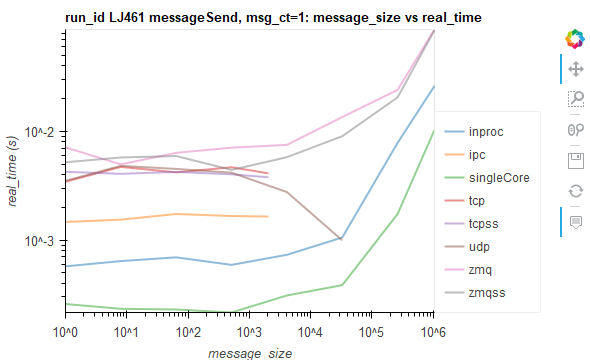 run_id LJ461 messageSend, msg_ct=1: message_size vs real_time
real_time (s)
10^-2
10^-3
10^0
10^1
10^2
10^3
10^4
10^5
10^6
message_size
inproc
ipc
singleCore
tcp
tcpss
udp
zmq
zmqss